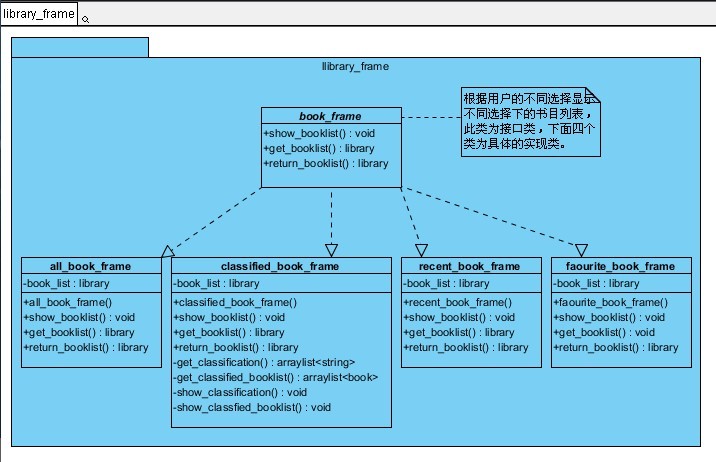 library_frame
llibrary_frame
book_frame
+show_booklist() : void
+get_booklist() : library
+return_booklist() : library
根据用户的不同选择显示
不同选择下的书目列表，
此类为接口类，下面四个
类为具体的实现类。
all_book_frame
-book_list : library
+all_book_frame()
+show_booklist() : void
+get_booklist() : library
+return_booklist() : library
classified_book_frame
-book_list : library
+classified_book_frame()
+show_booklist() : void
+get_booklist() : library
+return_booklist() : library
-get_classification() : arraylist<string>
-get_classified_booklist() : arraylist<book>
-show_classification() : void
-show_classfied_booklist() : void
recent_book_frame
-book_list : library
+recent_book_frame()
+show_booklist() : void
+get_booklist() : library
+return_booklist() : library
faourite_book_frame
-book_list : library
+faourite_book_frame()
+show_booklist() : void
+get_booklist() : void
+return_booklist() : library